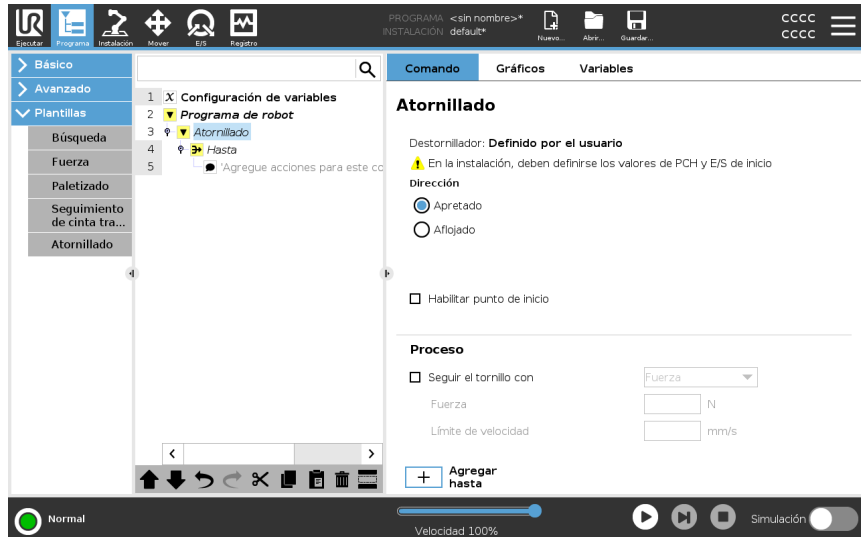 UR
Ejecutar
Programa
Instalación
Mover
E/S
Registro
PROGRAMA <sin nombre>*
INSTALACIÓN default*
Nuevo...
Abrir...
Guardar...
cccc
cccc
Básico
Avanzado
Plantillas
Búsqueda
Fuerza
Paletizado
Seguimiento
de cinta tra...
Atornillado
1 X Configuración de variables
2 Programa de robot
3 Atornillado
4 Hasta
5 'Agregue acciones para este co
Comando Gráficos Variables
Atornillado
Destornillador: Definido por el usuario
En la instalación, deben definirse los valores de PCH y E/S de inicio
Dirección
Apretado
Aflojado
Habilitar punto de inicio
Proceso
Seguir el tornillo con Fuerza
Fuerza N
Límite de velocidad mm/s
Agregar
hasta
Normal
Velocidad 100%
Simulación